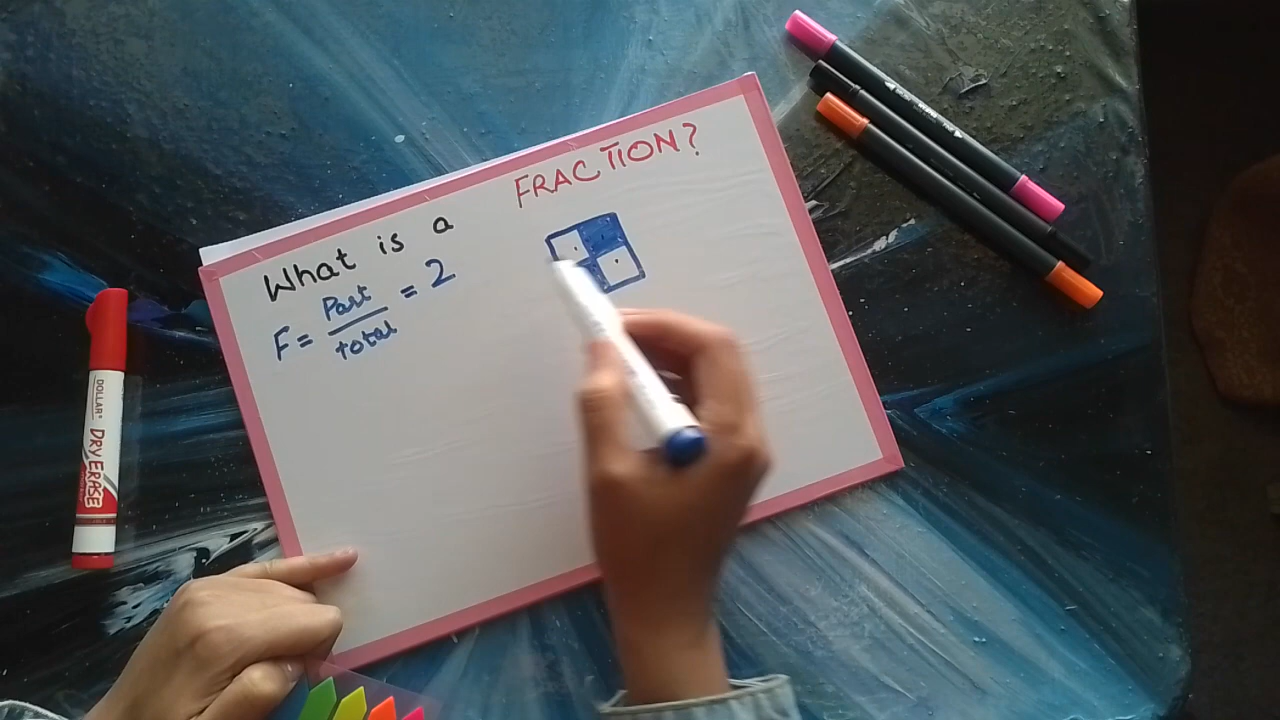 What is a FRACTION?
F = Part/total = 2
DOLLAR
DRY ERASE